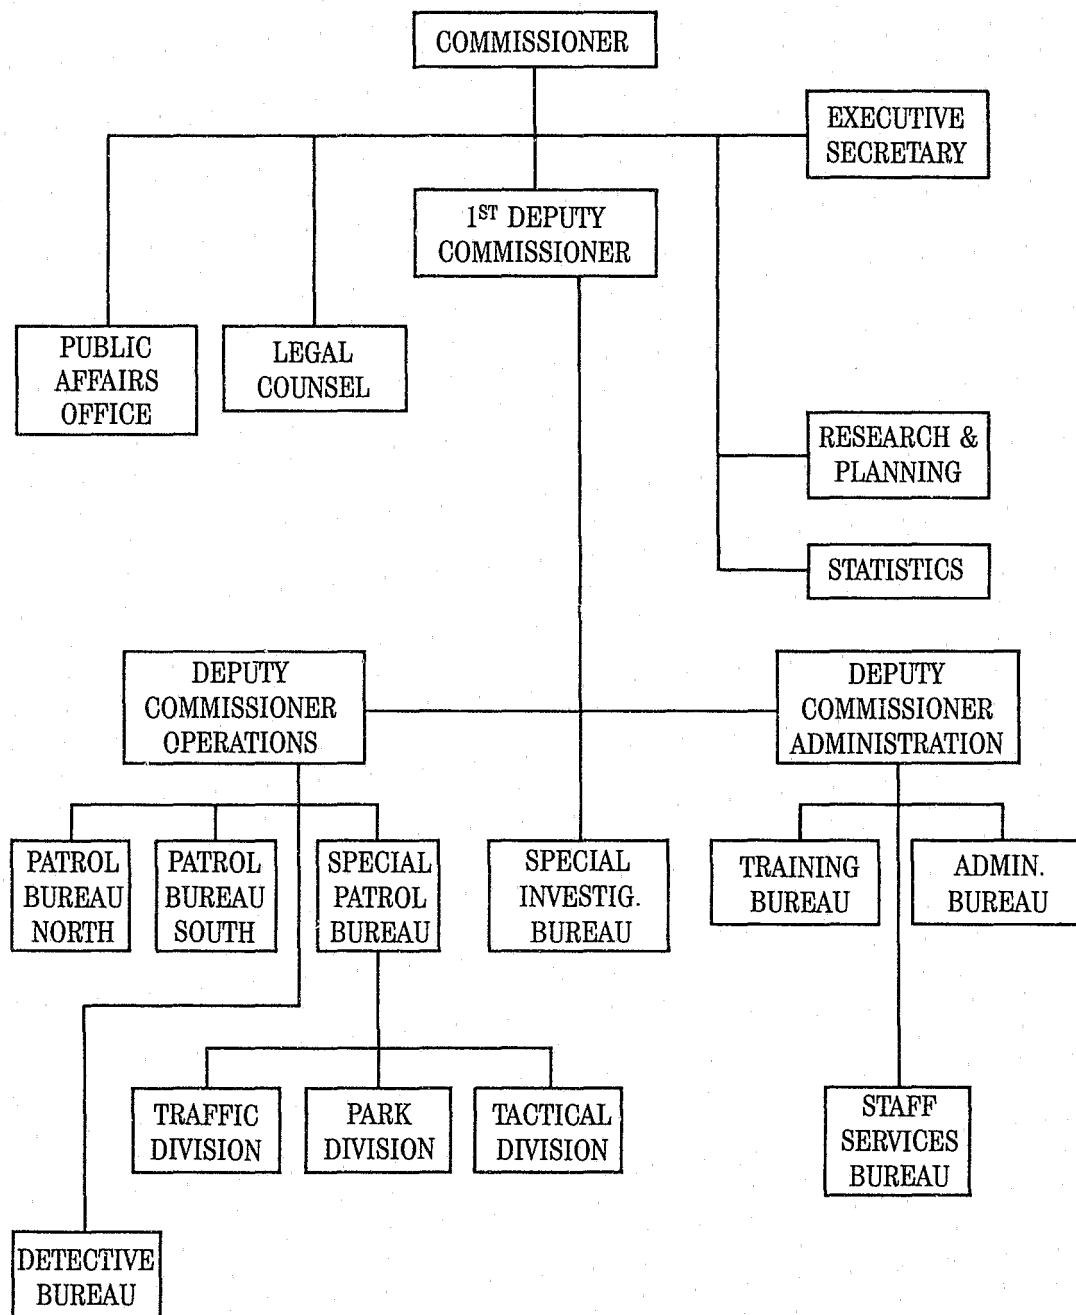 COMMISSIONER
EXECUTIVE
SECRETARY
1ST DEPUTY
COMMISSIONER
PUBLIC
AFFAIRS
OFFICE
LEGAL
COUNSEL
RESEARCH &
PLANNING
STATISTICS
DEPUTY
COMMISSIONER
OPERATIONS
DEPUTY
COMMISSIONER
ADMINISTRATION
PATROL
BUREAU
NORTH
PATROL
BUREAU
SOUTH
SPECIAL
PATROL
BUREAU
SPECIAL
INVESTIG.
BUREAU
TRAINING
BUREAU
ADMIN.
BUREAU
TRAFFIC
DIVISION
PARK
DIVISION
TACTICAL
DIVISION
STAFF
SERVICES
BUREAU
DETECTIVE
BUREAU